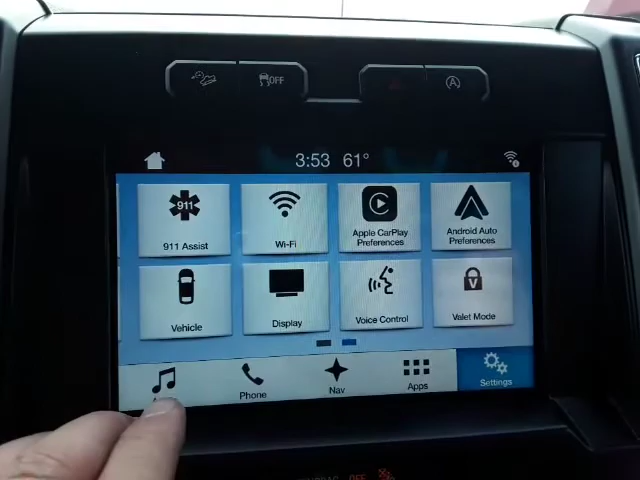 OFF
A
3:53 61°
911
911 Assist
Wi-Fi
Apple CarPlay
Preferences
Android Auto
Preferences
Vehicle
Display
Voice Control
V
Valet Mode
Phone
Nav
Apps
Settings
OFF